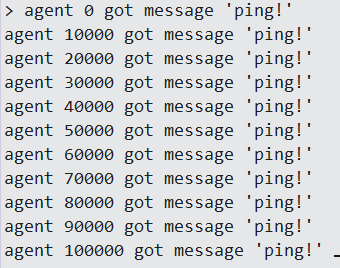 > agent 0 got message 'ping!'
agent 10000 got message 'ping!'
agent 20000 got message 'ping!'
agent 30000 got message 'ping!'
agent 40000 got message 'ping!'
agent 50000 got message 'ping!'
agent 60000 got message 'ping!'
agent 70000 got message 'ping!'
agent 80000 got message 'ping!'
agent 90000 got message 'ping!'
agent 100000 got message 'ping!' _